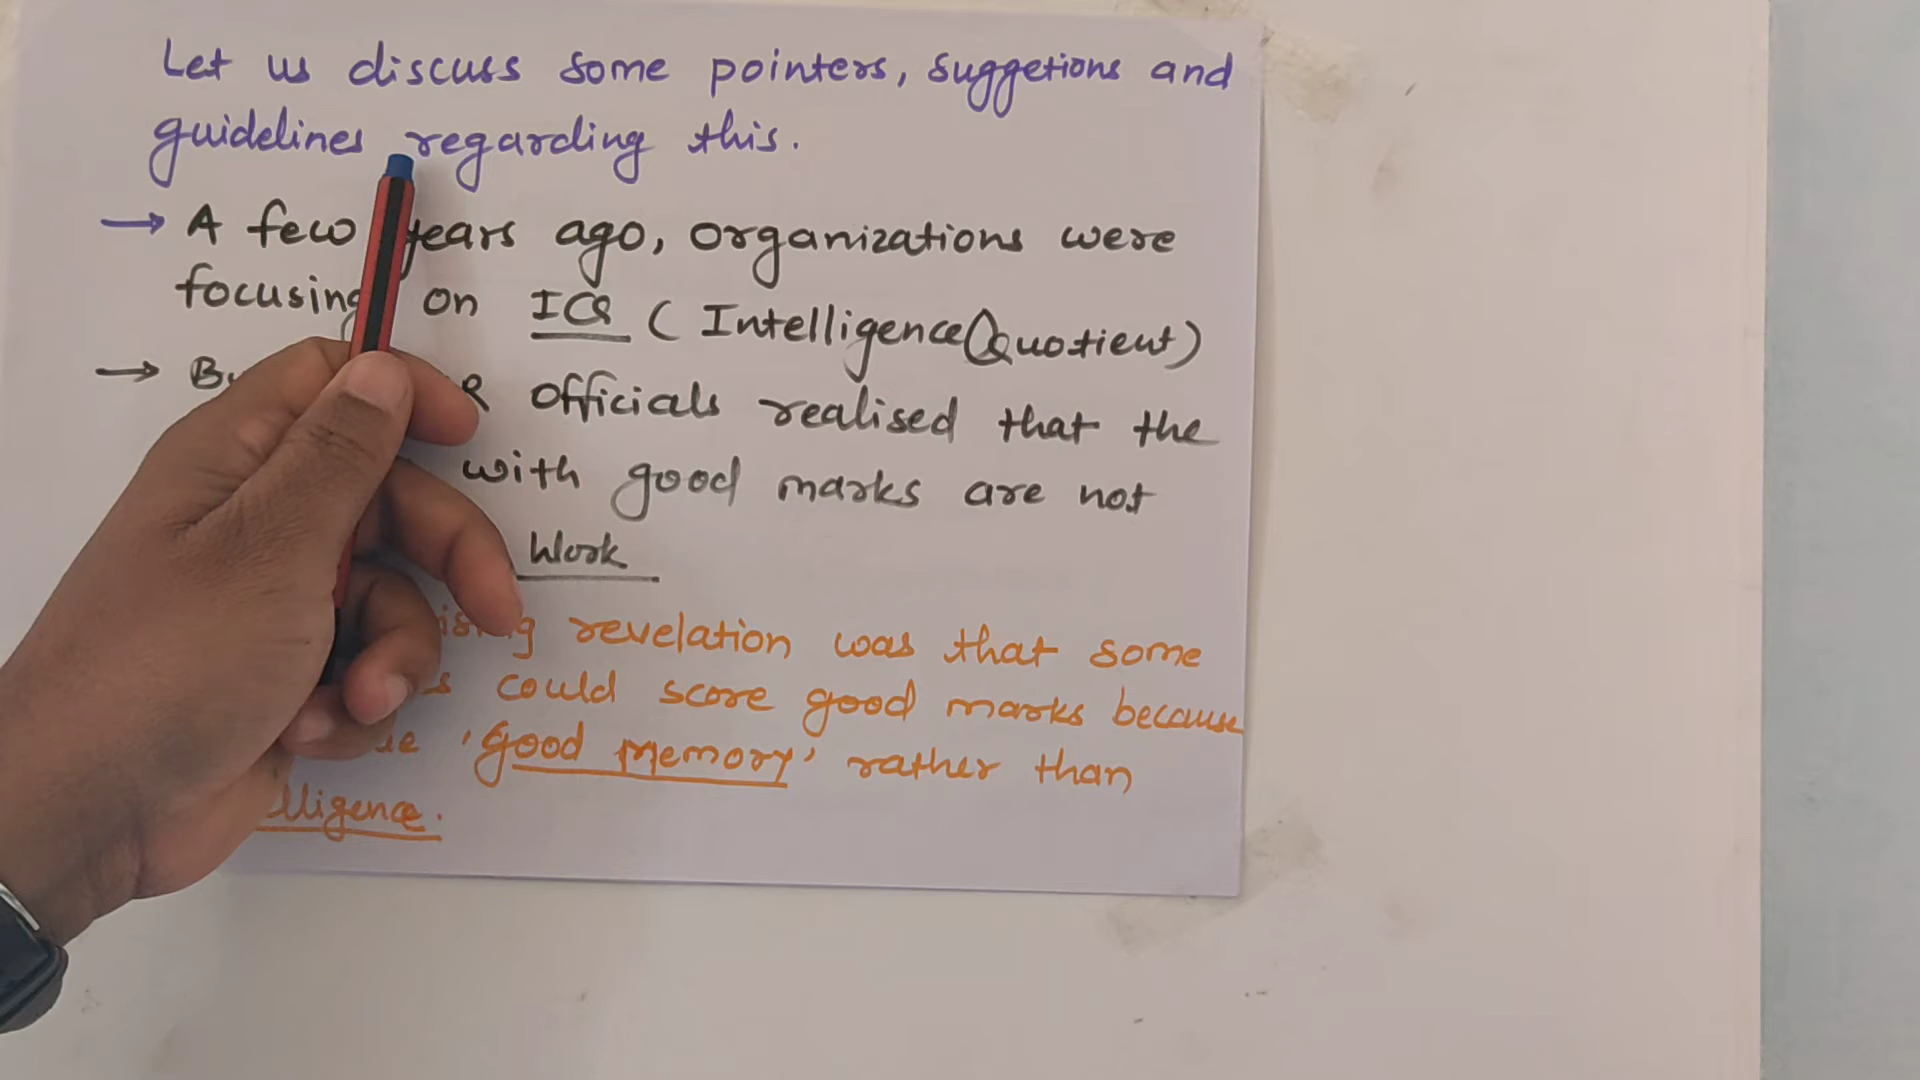 Let us discuss some pointers, suggetions and
guidelines regarding this.
→ A few years ago, organizations were
focusing on IQ (Intelligence Quotient)
→ officials realised that the
with good marks are not
Work
revelation was that some
could score good marks because
'good memory' rather than